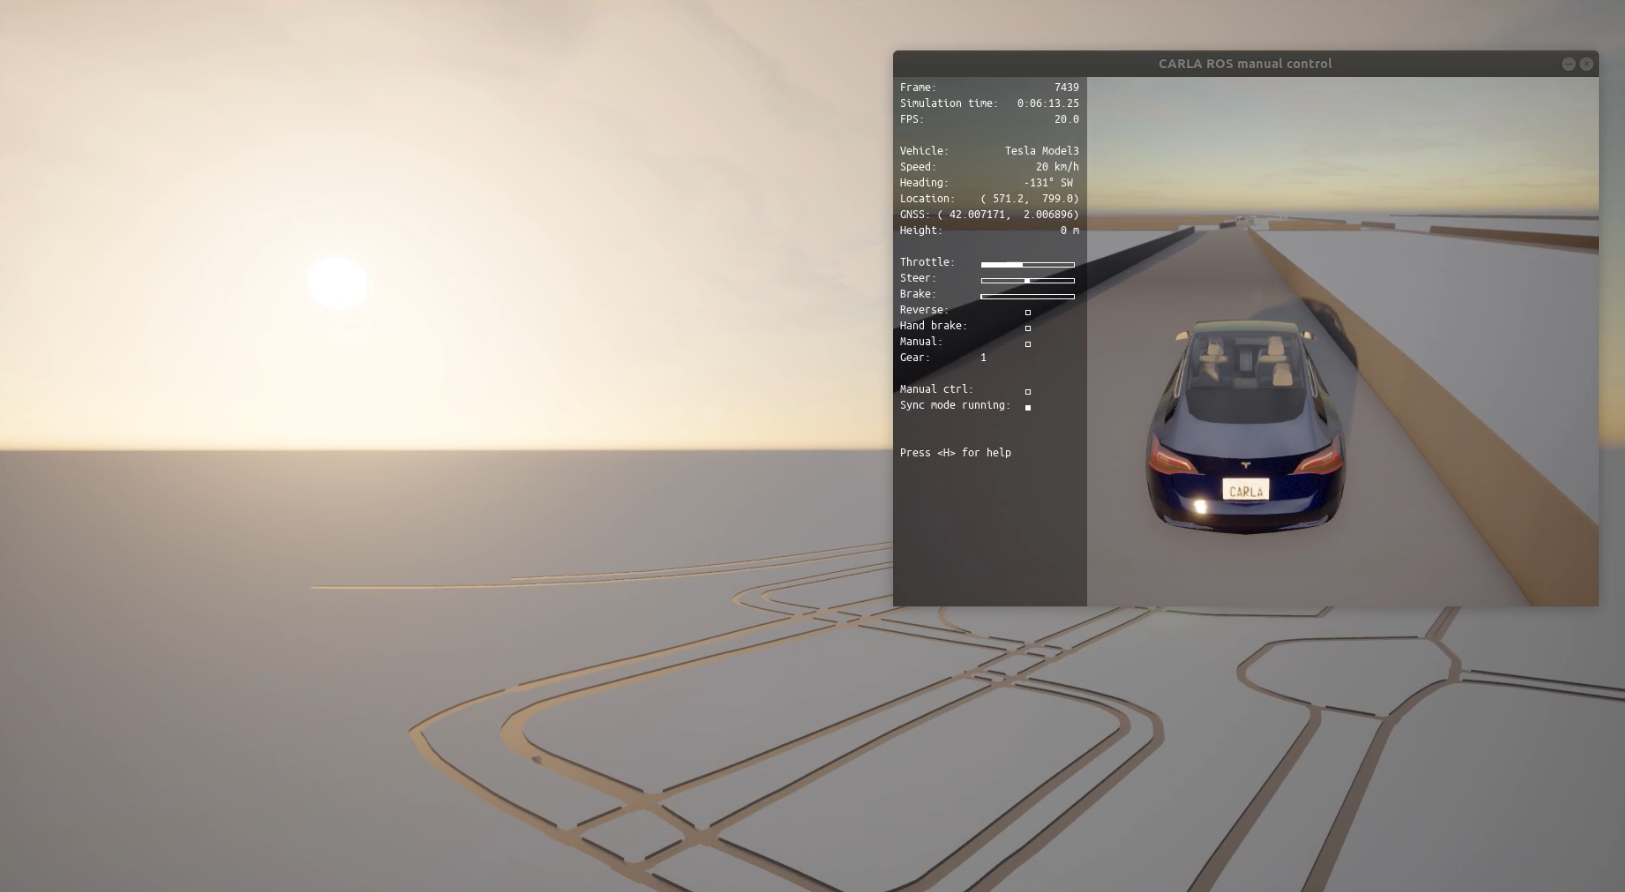 CARLA ROS manual control
Frame: 7439
Simulation time: 0:06:13.25
FPS: 20.0
Vehicle: Tesla Model3
Speed: 20 km/h
Heading: -131° SW
Location: ( 571.2, 799.0)
GNSS: ( 42.007171, 2.006896)
Height: 0 m
Throttle:
Steer:
Brake:
Reverse:
Hand brake:
Manual:
Gear: 1
Manual ctrl:
Sync mode running:
Press <H> for help
CARLA